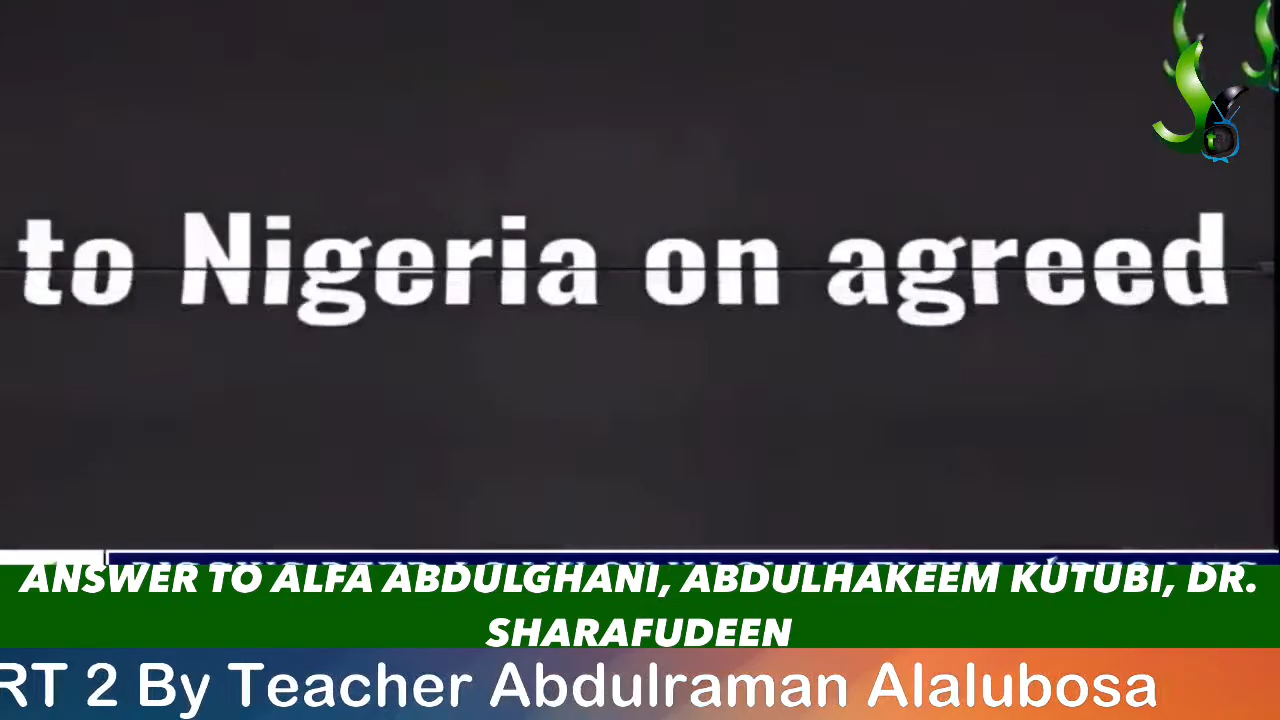 to Nigeria on agreed
ANSWER TO ALFA ABDULGHANI, ABDULHAKEEM KUTUBI, DR.
SHARAFUDEEN
RT 2 By Teacher Abdulraman Alalubosa